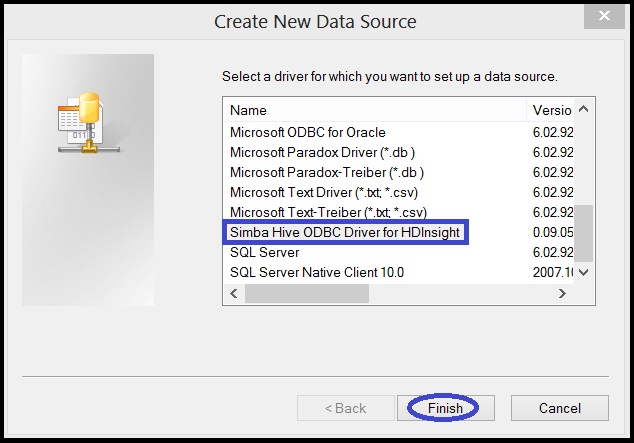 Create New Data Source
Select a driver for which you want to set up a data source.
Name Versio
Microsoft ODBC for Oracle 6.02.92
Microsoft Paradox Driver (*.db ) 6.02.92
Microsoft Paradox-Treiber (*.db ) 6.02.92
Microsoft Text Driver (*.txt; *.csv) 6.02.92
Microsoft Text-Treiber (*.txt; *.csv) 6.02.92
Simba Hive ODBC Driver for HDInsight 0.09.05
SQL Server 6.02.92
SQL Server Native Client 10.0 2007.10
< Back Finish Cancel